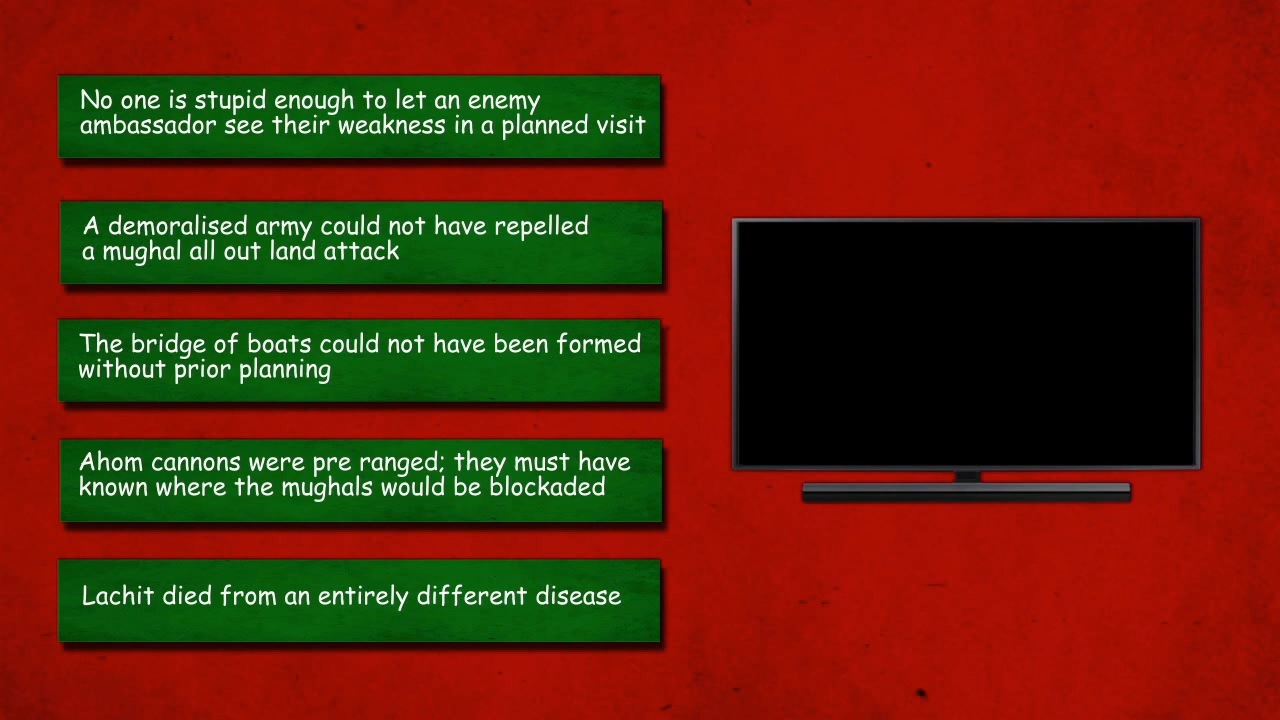 No one is stupid enough to let an enemy
ambassador see their weakness in a planned visit
A demoralised army could not have repelled
a mughal all out land attack
The bridge of boats could not have been formed
without prior planning
Ahom cannons were pre ranged; they must have
known where the mughals would be blockaded
Lachit died from an entirely different disease